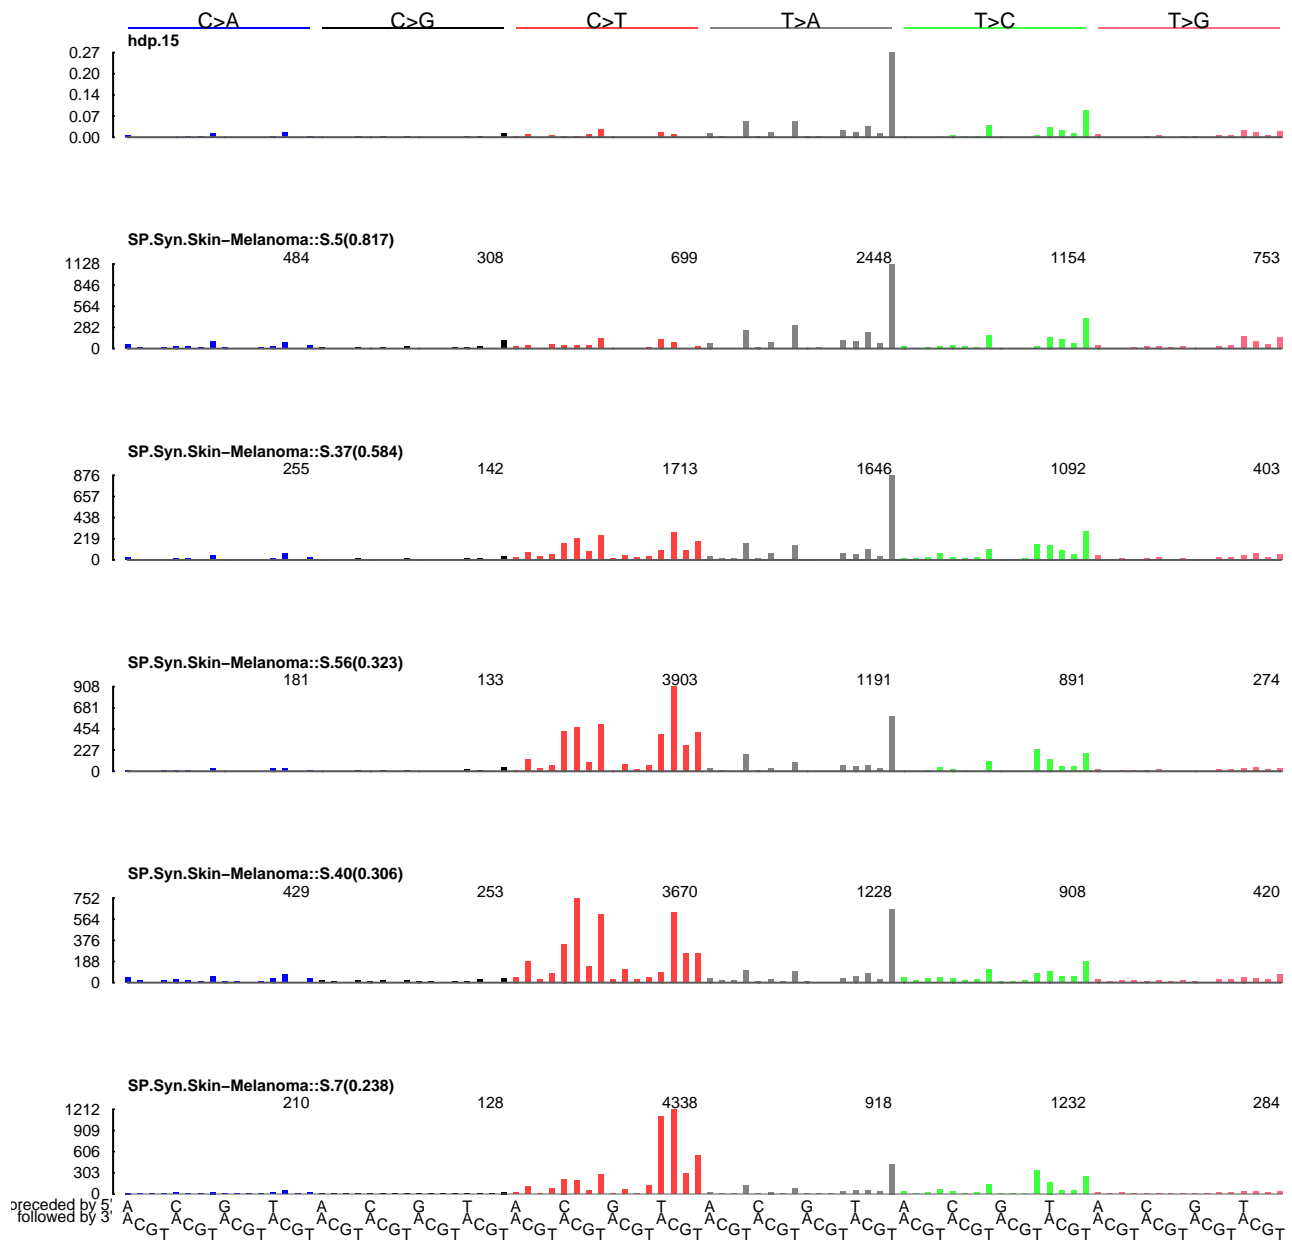 C>A C>G C>T T>A T>C T>G
hdp.15
0.27
0.20
0.14
0.07
0.00
SP.Syn.Skin−Melanoma::S.5(0.817)
484 308 699 2448 1154 753
1128
846
564
282
0
SP.Syn.Skin−Melanoma::S.37(0.584)
255 142 1713 1646 1092 403
876
657
438
219
0
SP.Syn.Skin−Melanoma::S.56(0.323)
181 133 3903 1191 891 274
908
681
454
227
0
SP.Syn.Skin−Melanoma::S.40(0.306)
429 253 3670 1228 908 420
752
564
376
188
0
SP.Syn.Skin−Melanoma::S.7(0.238)
210 128 4338 918 1232 284
1212
909
606
303
0
preceded by 5' A C G T A C G T A C G T A C G T A C G T A C G T
followed by 3' A C G T A C G T A C G T A C G T A C G T A C G T A C G T A C G T A C G T A C G T A C G T A C G T A C G T A C G T A C G T A C G T A C G T A C G T A C G T A C G T A C G T A C G T A C G T A C G T